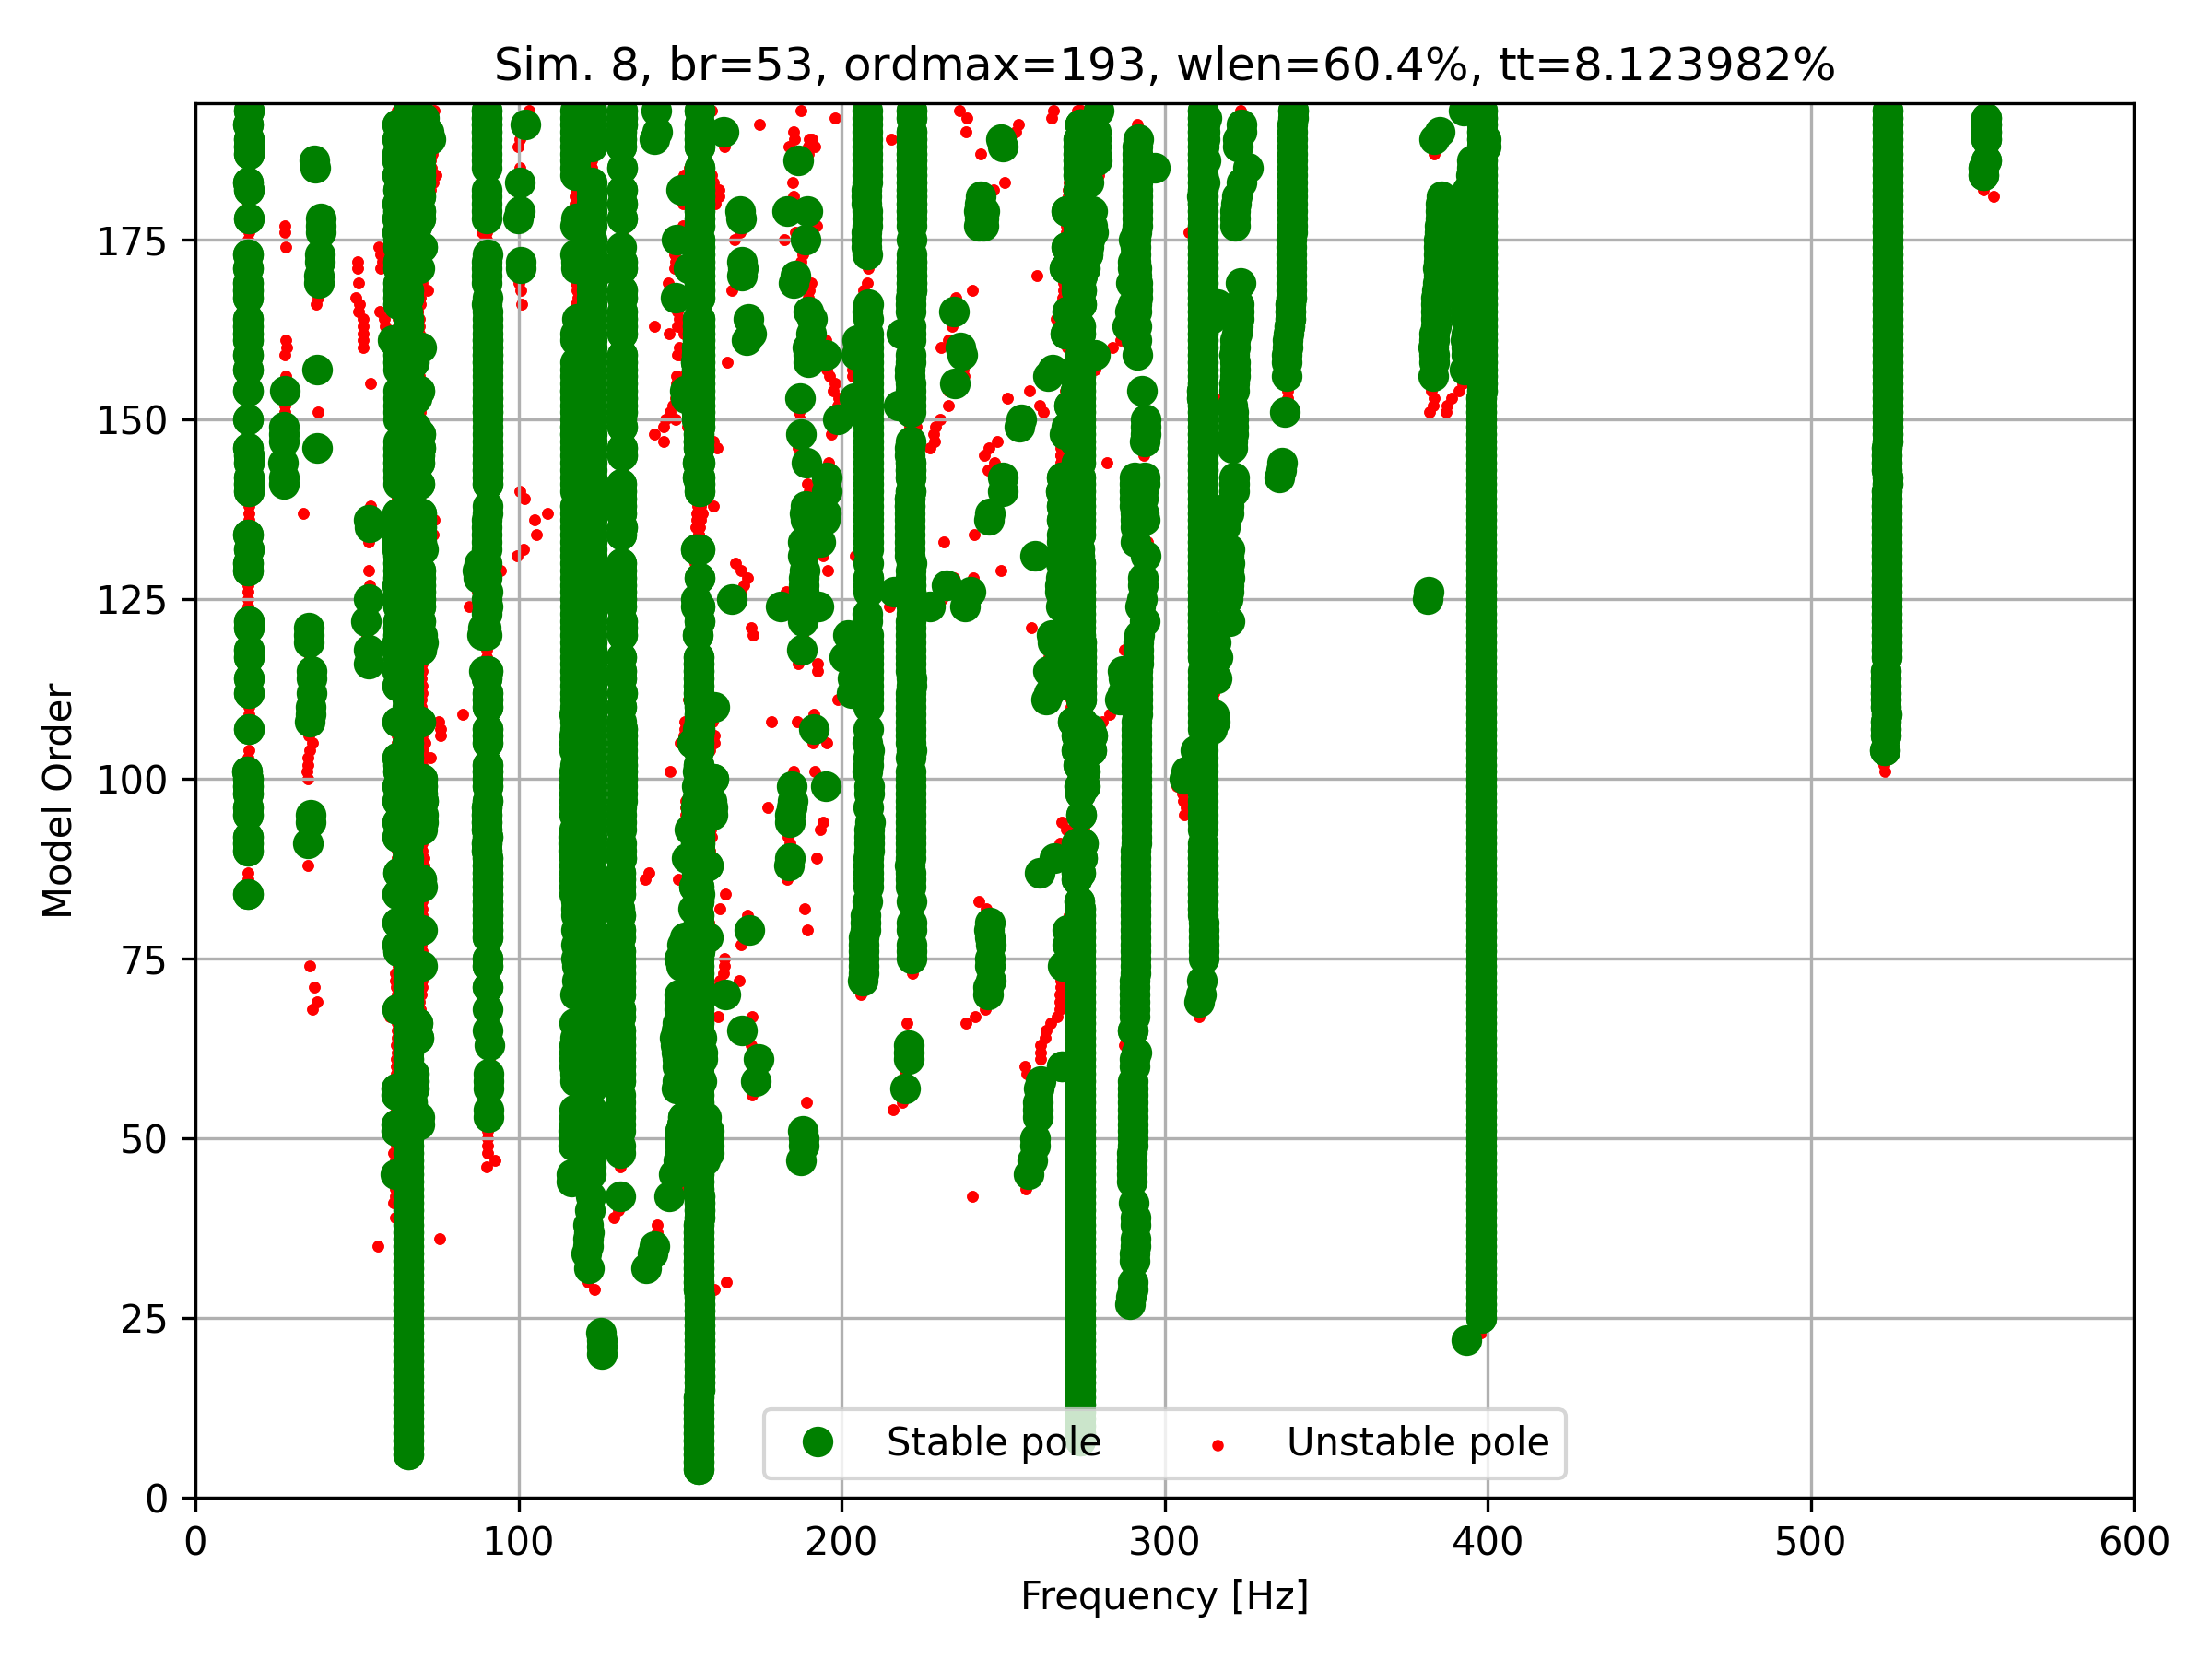 Sim. 8, br=53, ordmax=193, wlen=60.4%, tt=8.123982%
Model Order
175
150
125
100
75
50
25
0
Stable pole
Unstable pole
0 100 200 300 400 500 600
Frequency [Hz]